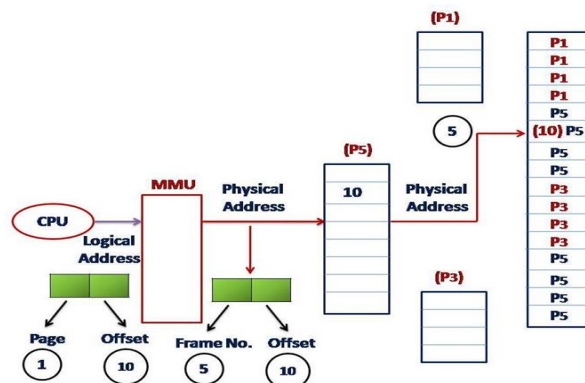 (P1)
P1
P1
P1
P1
P5
5
(10) P5
(P5)
P5
MMU
Physical
Address
10
Physical
Address
P5
P3
P3
CPU
Logical
Address
P3
P3
P5
(P3)
P5
P5
P5
Page
Offset
Frame No.
Offset
1
10
5
10